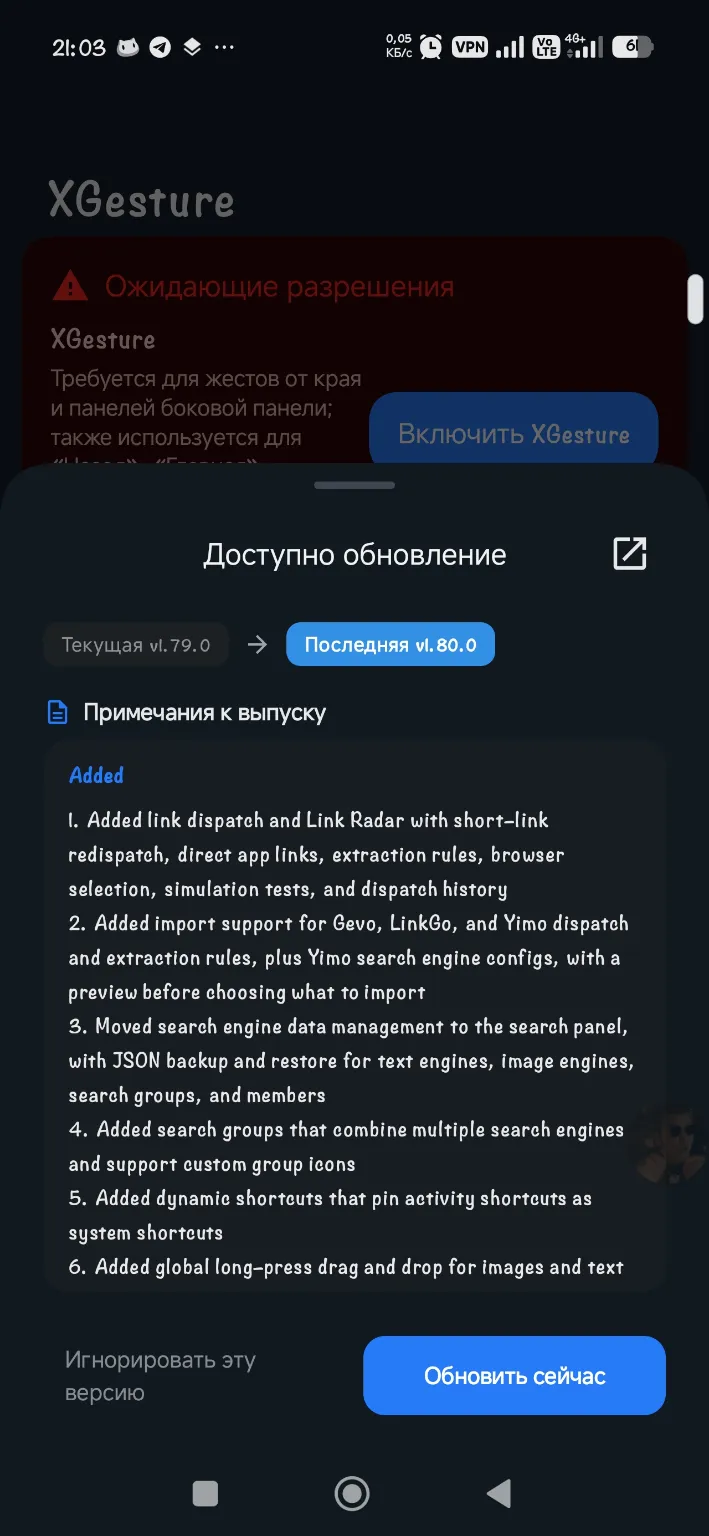 21:03
0,05
КБ/с
VPN
Vo
LTE
4G+
61
XGesture
Ожидающие разрешения
XGesture
Требуется для жестов от края
и панелей боковой панели;
также используется для
Включить XGesture
Доступно обновление
Текущая v1.79.0
Последняя v1.80.0
Примечания к выпуску
Added
1. Added link dispatch and Link Radar with short-link
redispatch, direct app links, extraction rules, browser
selection, simulation tests, and dispatch history
2. Added import support for Gevo, LinkGo, and Yimo dispatch
and extraction rules, plus Yimo search engine configs, with a
preview before choosing what to import
3. Moved search engine data management to the search panel,
with JSON backup and restore for text engines, image engines,
search groups, and members
4. Added search groups that combine multiple search engines
and support custom group icons
5. Added dynamic shortcuts that pin activity shortcuts as
system shortcuts
6. Added global long-press drag and drop for images and text
Игнорировать эту
версию
Обновить сейчас